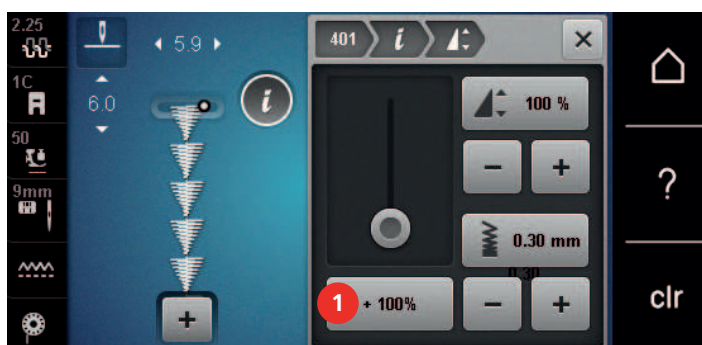 2.25
1C
50
9mm
5.9
6.0
i
+
401 i
×
100 %
- +
0.30 mm
0.30
1 + 100%
- +
?
clr